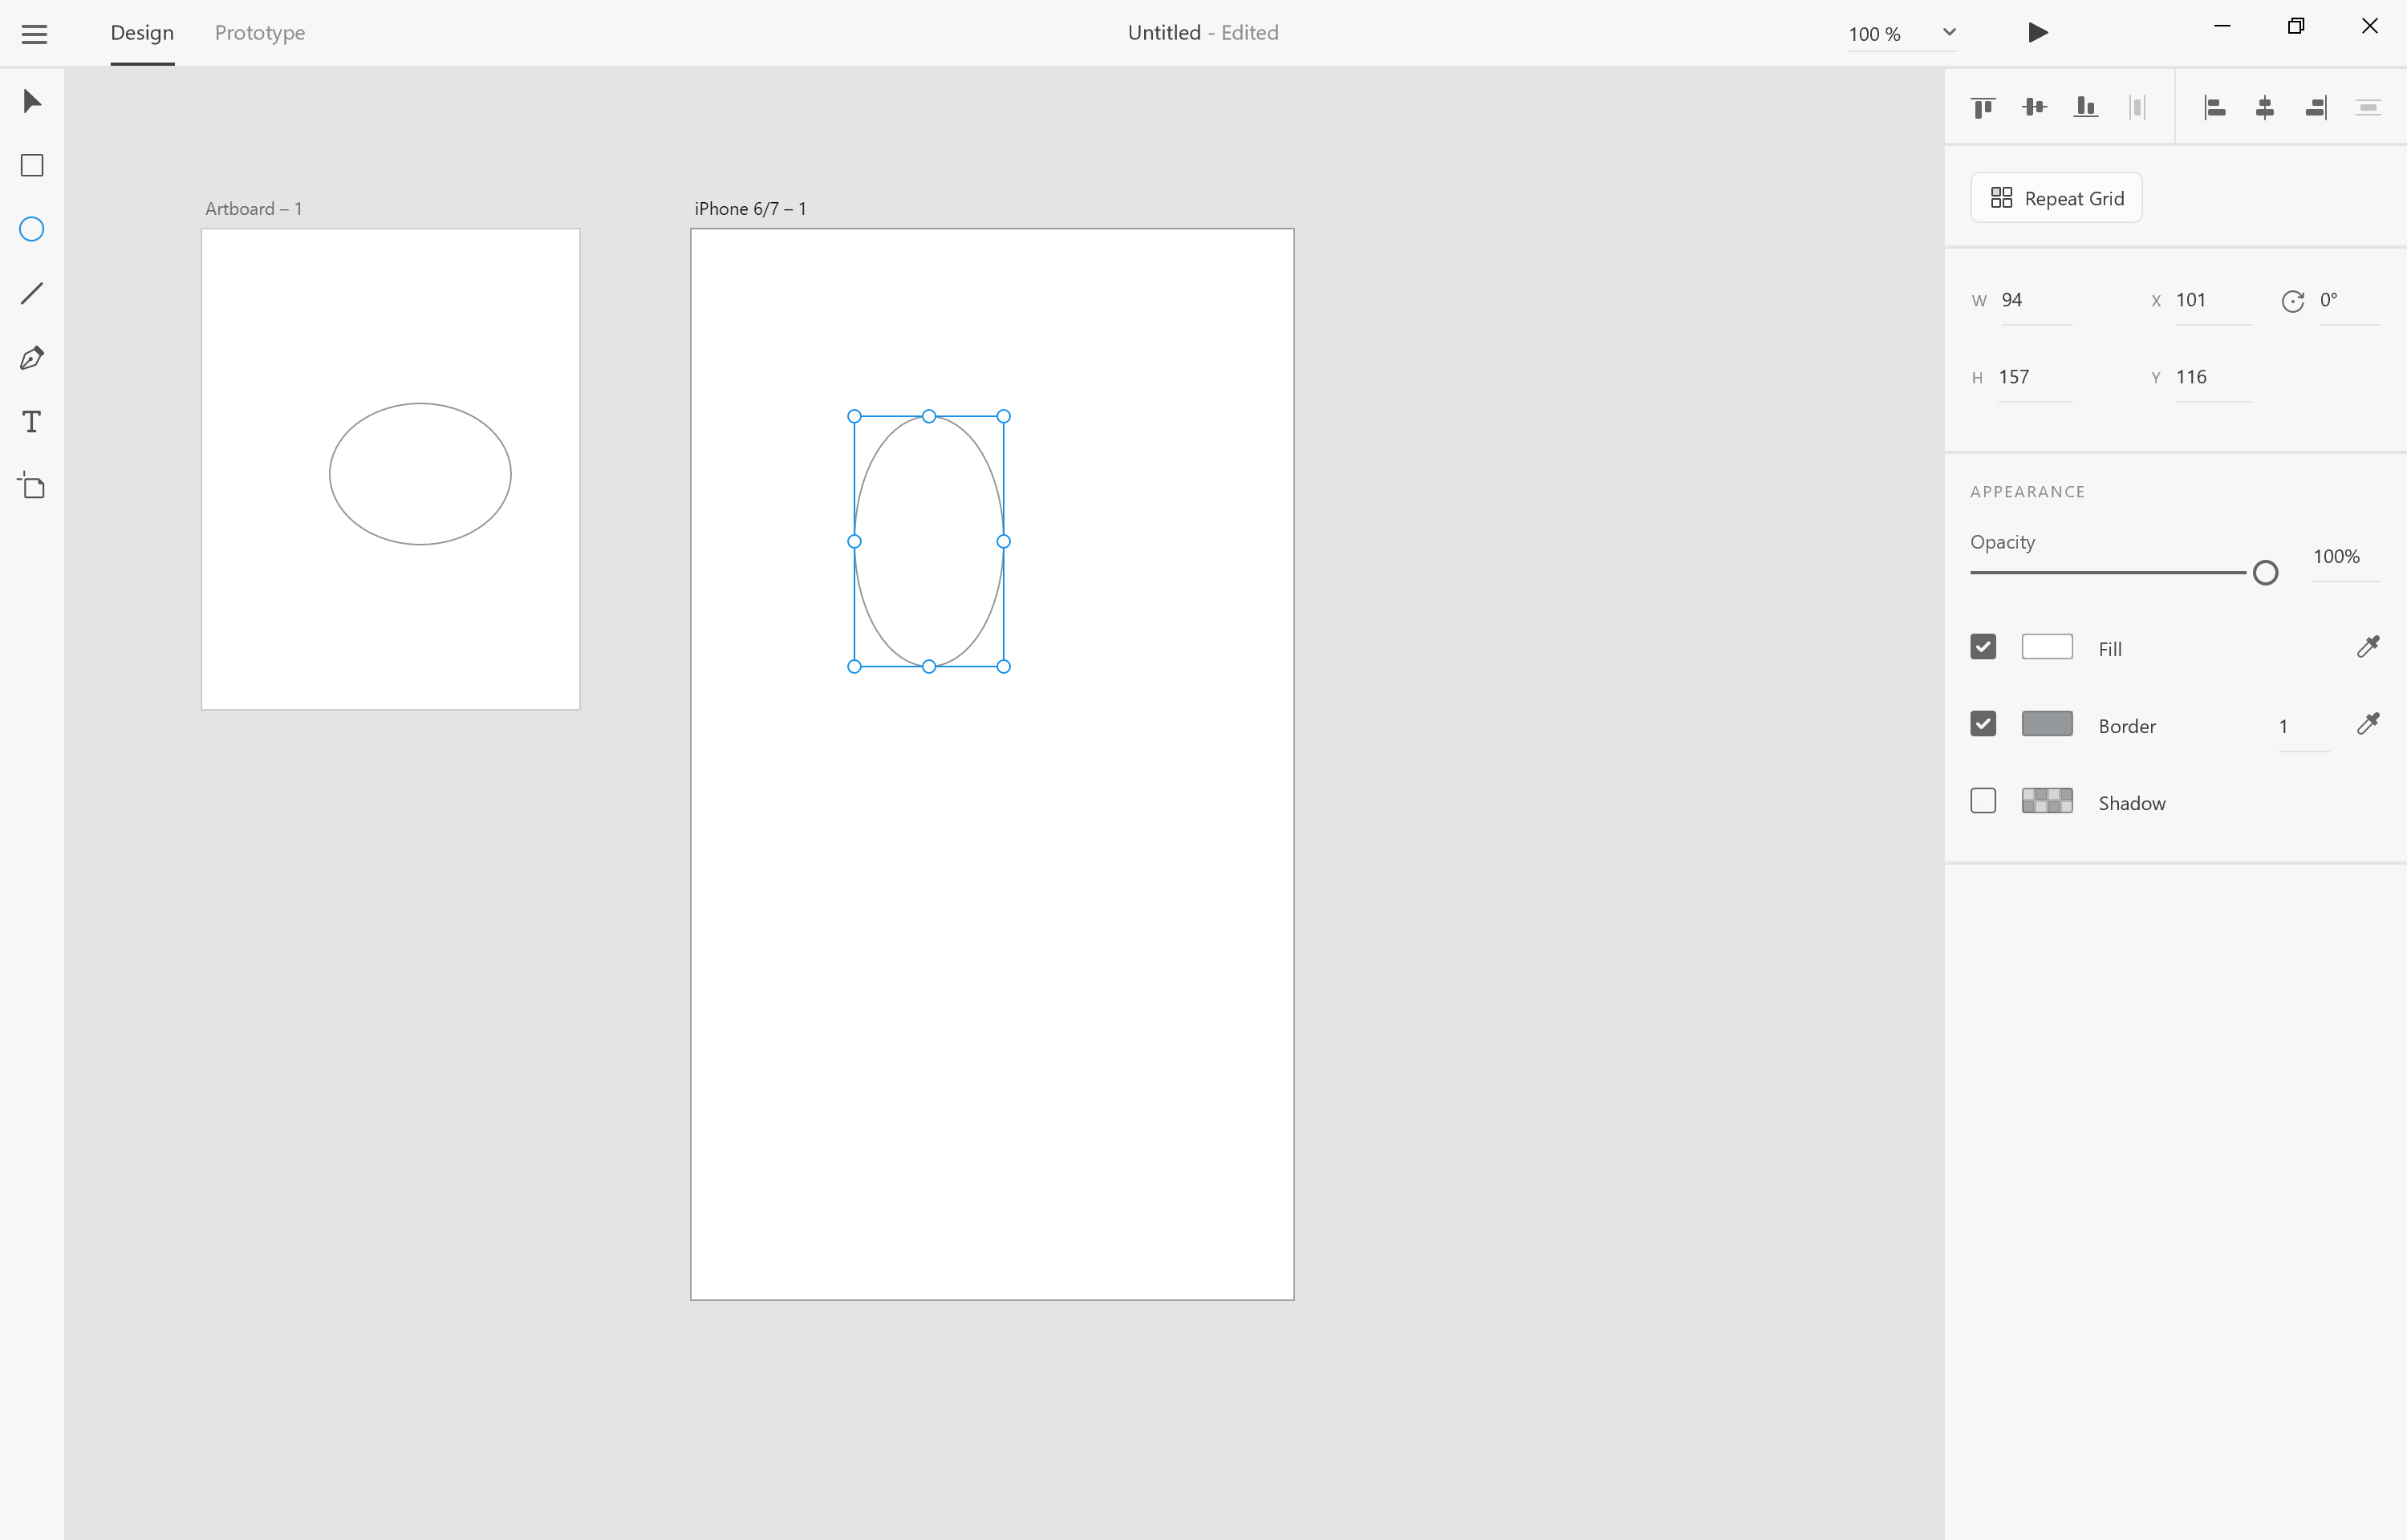 Design Prototype Untitled - Edited 100 %
Artboard – 1
iPhone 6/7 – 1
Repeat Grid
W 94 X 101 0°
H 157 Y 116
APPEARANCE
Opacity
100%
Fill
Border 1
Shadow